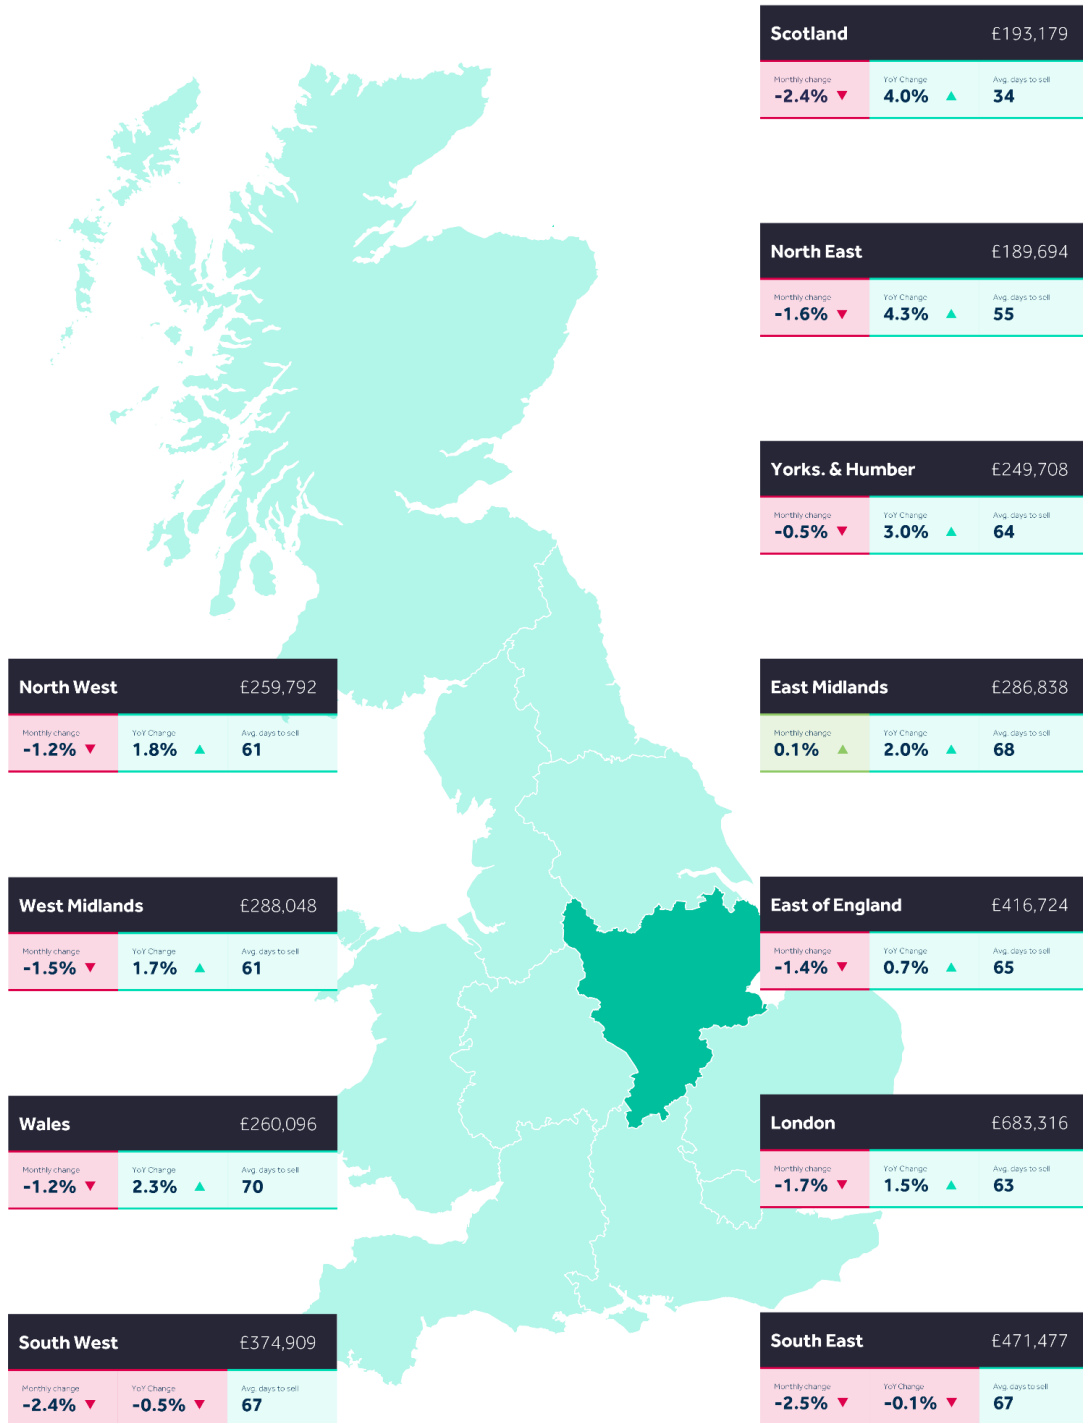 Scotland £193,179
Monthly change YoY Change Avg. days to sell
-2.4% ▼ 4.0% ▲ 34
North East £189,694
Monthly change YoY Change Avg. days to sell
-1.6% ▼ 4.3% ▲ 55
Yorks. & Humber £249,708
Monthly change YoY Change Avg. days to sell
-0.5% ▼ 3.0% ▲ 64
North West £259,792
Monthly change YoY Change Avg. days to sell
-1.2% ▼ 1.8% ▲ 61
East Midlands £286,838
Monthly change YoY Change Avg. days to sell
0.1% ▲ 2.0% ▲ 68
West Midlands £288,048
Monthly change YoY Change Avg. days to sell
-1.5% ▼ 1.7% ▲ 61
East of England £416,724
Monthly change YoY Change Avg. days to sell
-1.4% ▼ 0.7% ▲ 65
Wales £260,096
Monthly change YoY Change Avg. days to sell
-1.2% ▼ 2.3% ▲ 70
London £683,316
Monthly change YoY Change Avg. days to sell
-1.7% ▼ 1.5% ▲ 63
South West £374,909
Monthly change YoY Change Avg. days to sell
-2.4% ▼ -0.5% ▼ 67
South East £471,477
Monthly change YoY Change Avg. days to sell
-2.5% ▼ -0.1% ▼ 67